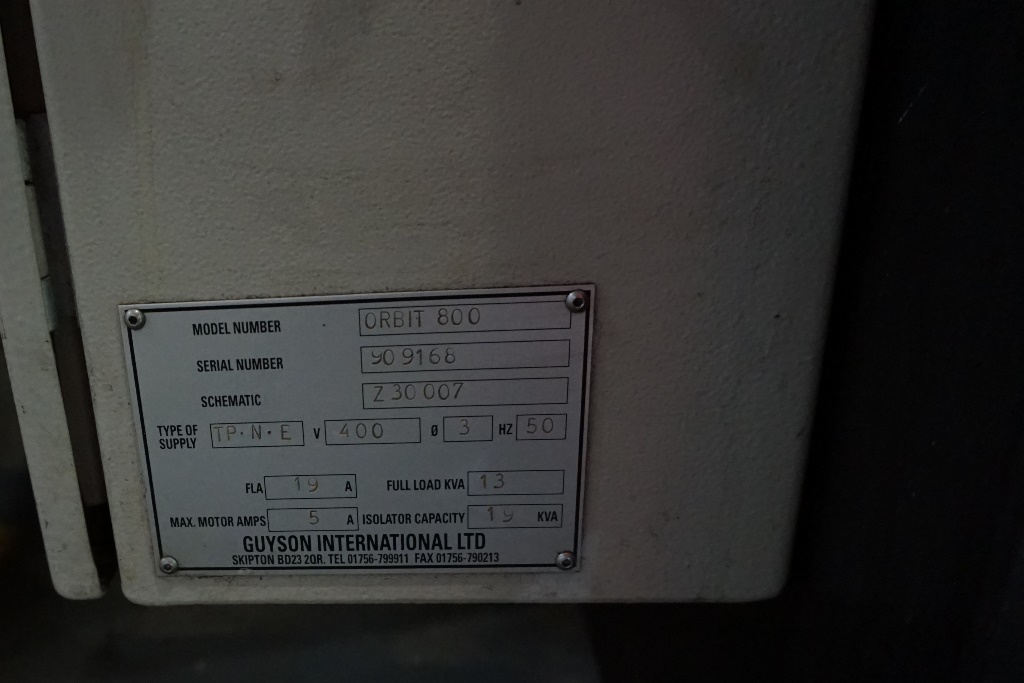 MODEL NUMBER ORBIT 800
SERIAL NUMBER 90 9168
SCHEMATIC Z 30 007
TYPE OF SUPPLY TP·N·E V 400 Ø 3 HZ 50
FLA 19 A FULL LOAD KVA 13
MAX. MOTOR AMPS 5 A ISOLATOR CAPACITY 19 KVA
GUYSON INTERNATIONAL LTD
SKIPTON BD23 2QR. TEL 01756-799911 FAX 01756-790213